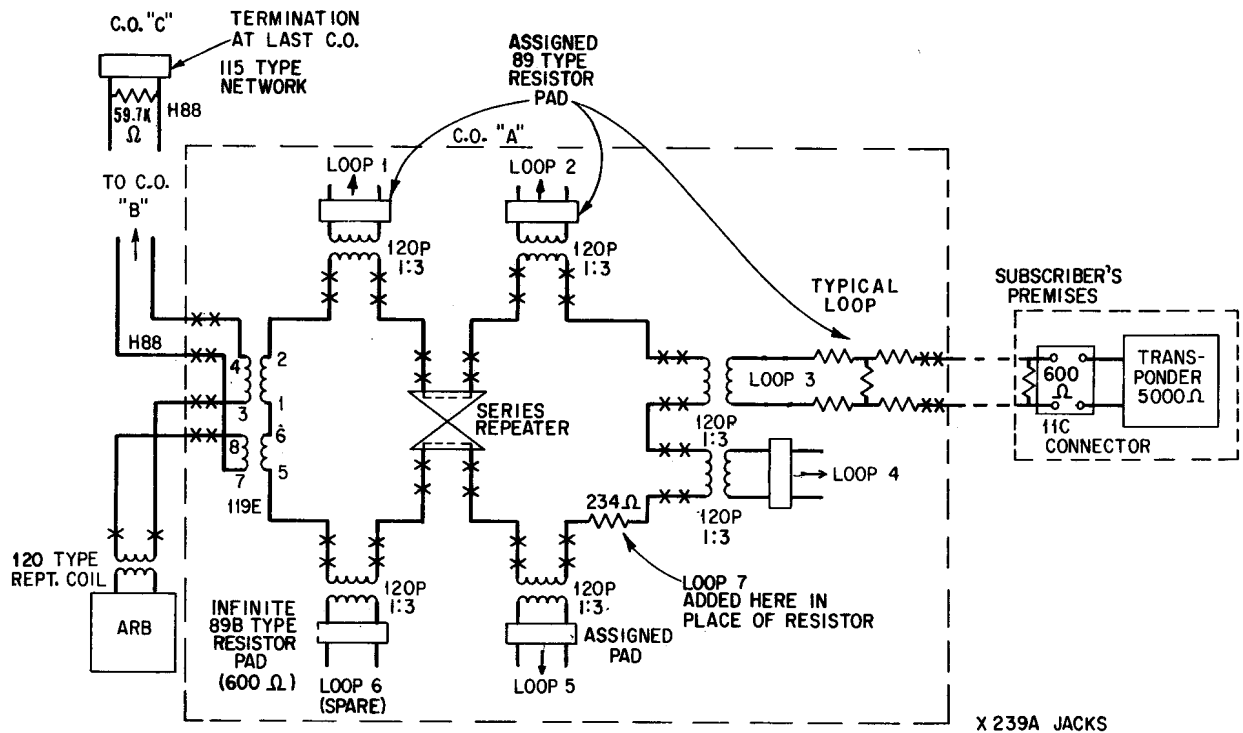 C.O. "C"
TERMINATION
AT LAST C.O.
115 TYPE
NETWORK
59.7K
Ω
H88
TO C.O.
"B"
ASSIGNED
89 TYPE
RESISTOR
PAD
C.O. "A"
LOOP 1
LOOP 2
120P
1:3
120P
1:3
TYPICAL
LOOP
SUBSCRIBER'S
PREMISES
H88
4
2
3
1
8
6
7
5
119E
SERIES
REPEATER
LOOP 3
120P
1:3
600
Ω
11C
CONNECTOR
TRANS-
PONDER
5000Ω
LOOP 4
120P
1:3
234Ω
120 TYPE
REPT. COIL
ARB
INFINITE
89B TYPE
RESISTOR
PAD
(600 Ω)
120P
1:3
LOOP 6
(SPARE)
120P
1:3
ASSIGNED
PAD
LOOP 5
LOOP 7
ADDED HERE IN
PLACE OF RESISTOR
X 239A JACKS